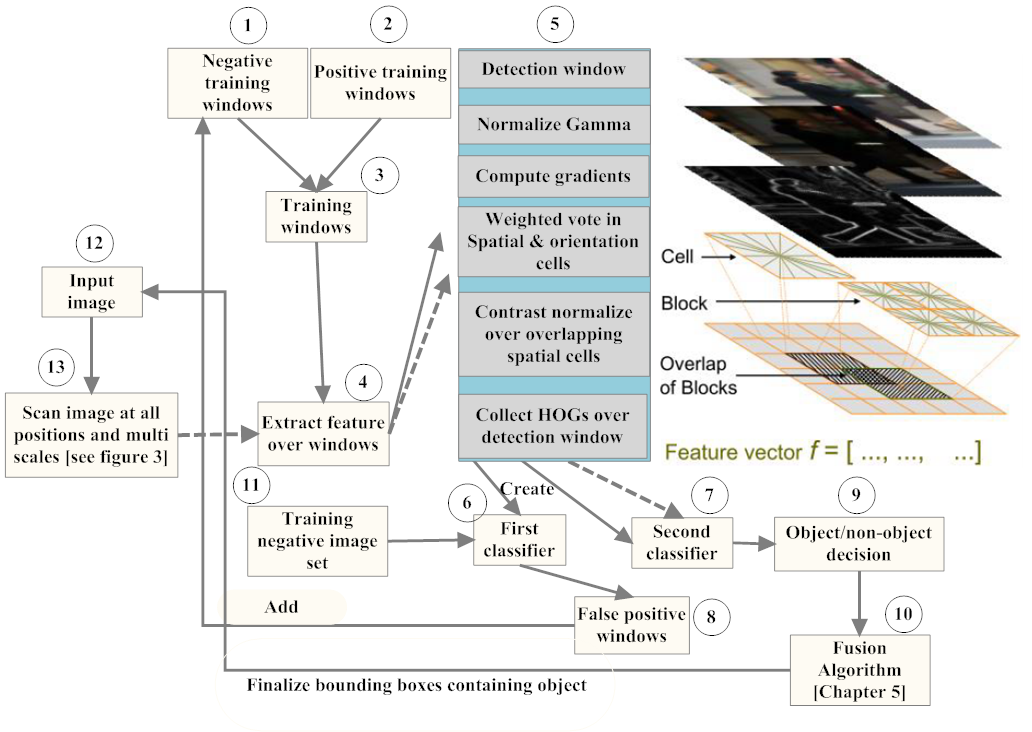 1
2
5
Negative
training
windows
Positive training
windows
Detection window
Normalize Gamma
Compute gradients
Weighted vote in
Spatial & orientation
cells
Contrast normalize
over overlapping
spatial cells
Collect HOGs over
detection window
3
Training
windows
12
Input
image
13
Scan image at all
positions and multi
scales [see figure 3]
4
Extract feature
over windows
Cell
Block
Overlap
of Blocks
Feature vector f = [ ..., ..., ...]
11
Training
negative image
set
6
Create
First
classifier
7
Second
classifier
9
Object/non-object
decision
Add
False positive
windows
8
10
Fusion
Algorithm
[Chapter 5]
Finalize bounding boxes containing object